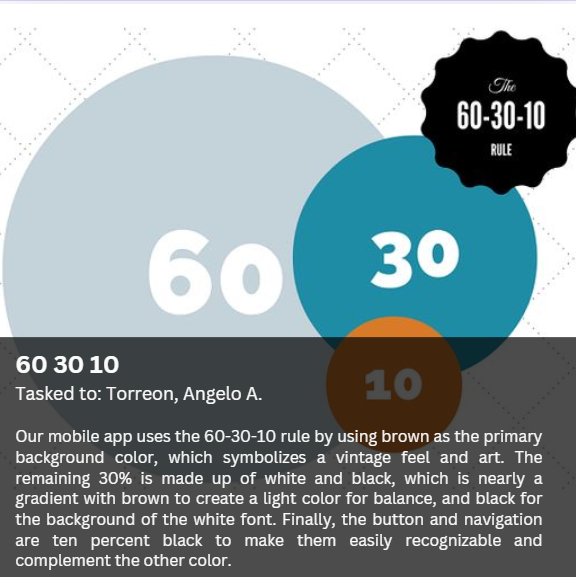 The
60-30-10
RULE
60
30
10
60 30 10
Tasked to: Torreon, Angelo A.
Our mobile app uses the 60-30-10 rule by using brown as the primary
background color, which symbolizes a vintage feel and art. The
remaining 30% is made up of white and black, which is nearly a
gradient with brown to create a light color for balance, and black for
the background of the white font. Finally, the button and navigation
are ten percent black to make them easily recognizable and
complement the other color.